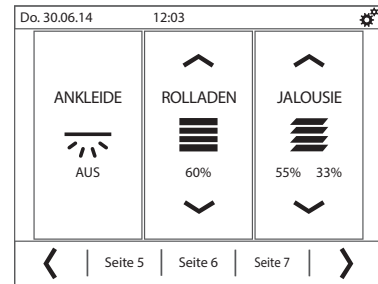 Do. 30.06.14 12:03
ANKLEIDE ROLLADEN JALOUSIE
AUS 60% 55% 33%
Seite 5 Seite 6 Seite 7